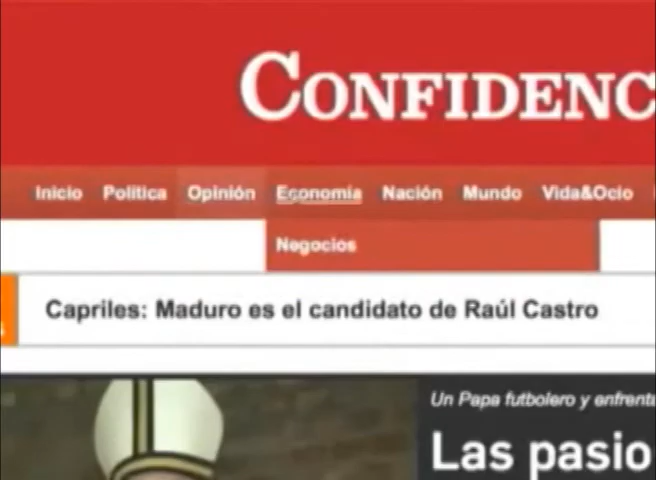 CONFIDENC
Inicio Política Opinión Economía Nación Mundo Vida&Ocio
Negocios
Capriles: Maduro es el candidato de Raúl Castro
Un Papa futbolero y enfrenta
Las pasio